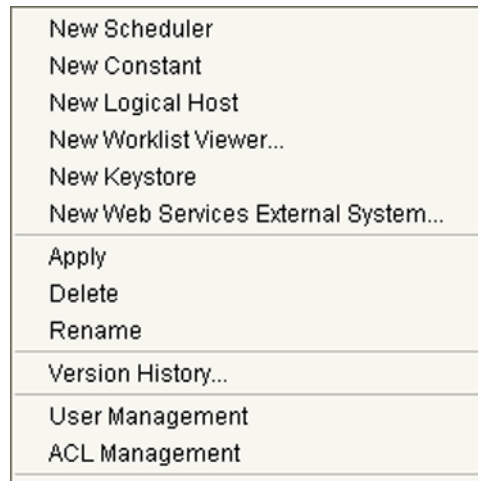 New Scheduler
New Constant
New Logical Host
New Worklist Viewer...
New Keystore
New Web Services External System...
Apply
Delete
Rename
Version History...
User Management
ACL Management